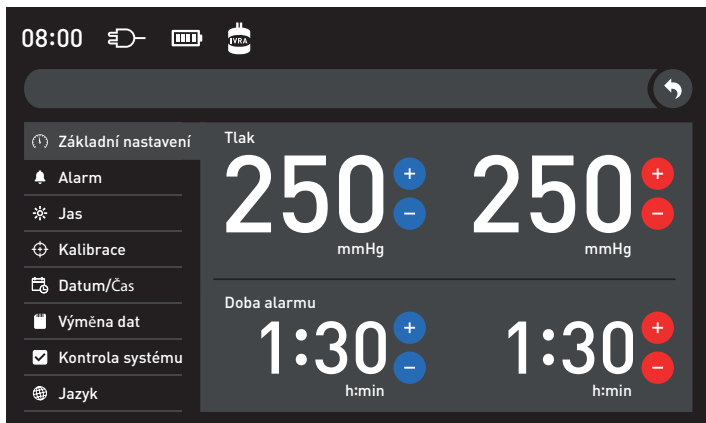 08:00
IVRA
Základní nastavení
Alarm
Jas
Kalibrace
Datum/Čas
Výměna dat
Kontrola systému
Jazyk
Tlak
250 + − 250 + −
mmHg mmHg
Doba alarmu
1:30 + − 1:30 + −
h:min h:min